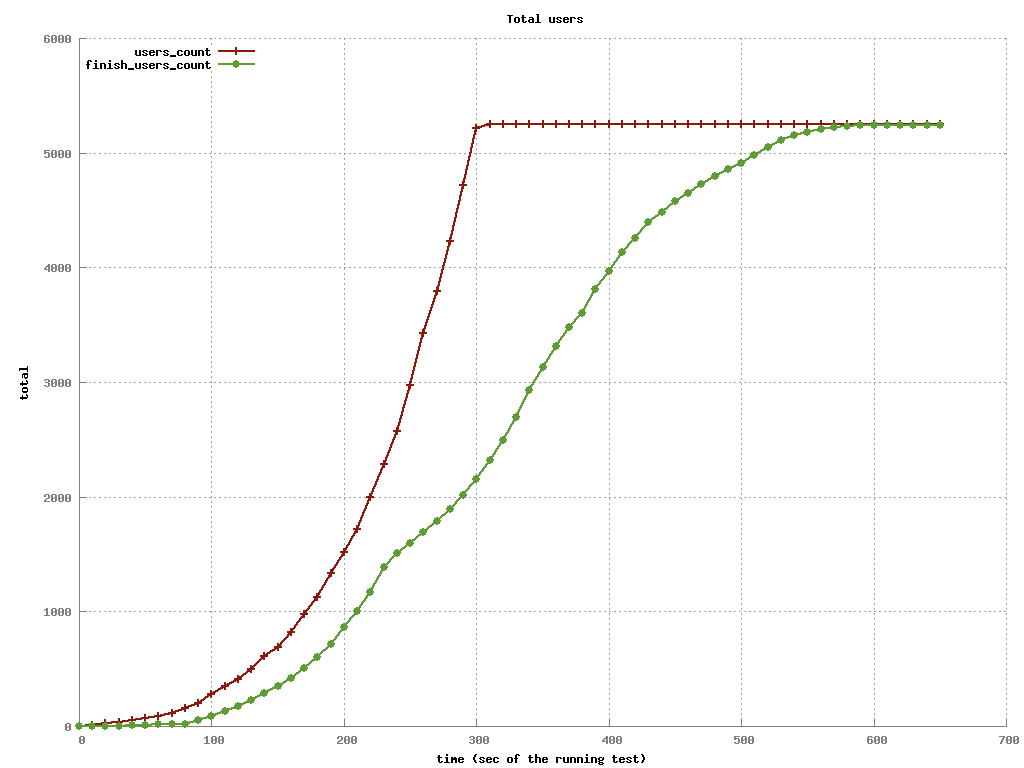 Total users
6000
users_count
finish_users_count
5000
4000
3000
total
2000
1000
0
0 100 200 300 400 500 600 700
time (sec of the running test)